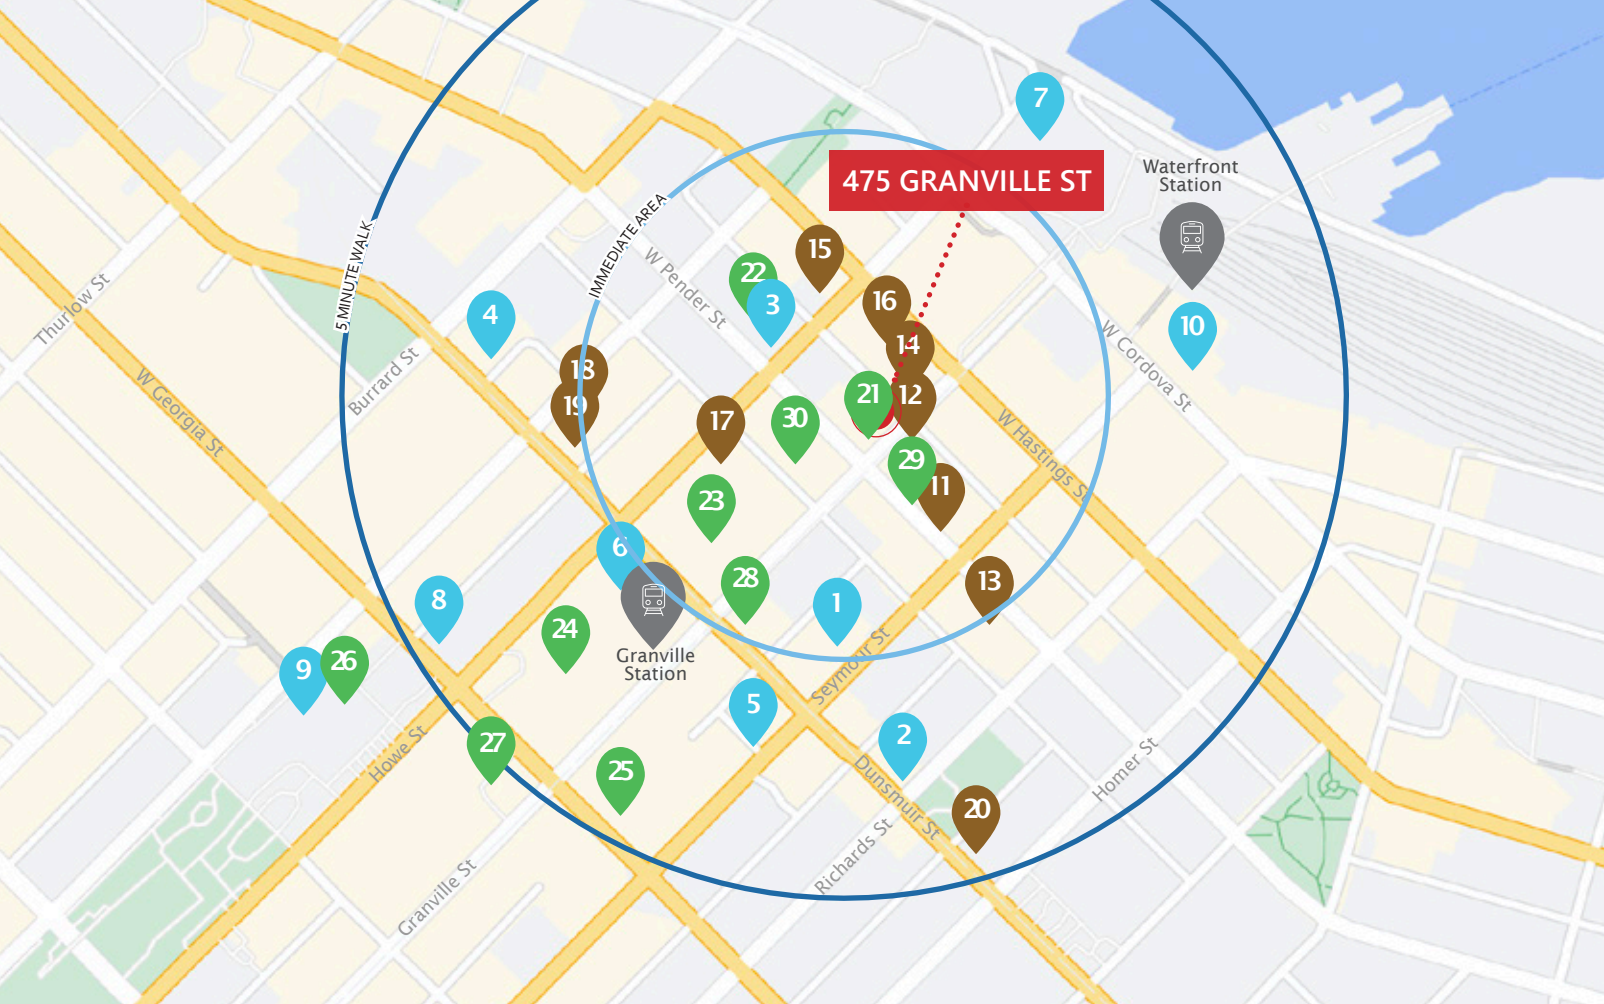 7
475 GRANVILLE ST
Waterfront
Station
IMMEDIATE AREA
5 MINUTE WALK
15
22
3
16
W Pender St
4
Thurlow St
10
14
W Cordova St
18
Burrard St
W Georgia St
19
21
12
17
30
W Hastings St
29
11
23
6
28
13
8
1
24
Granville
Station
Seymour St
9
26
5
2
27
Howe St
25
Dunsmuir St
Homer St
20
Richards St
Granville St